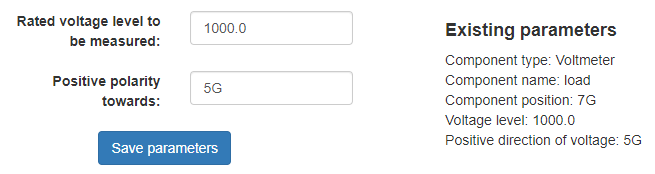 Rated voltage level to
be measured:
1000.0
Positive polarity
towards:
5G
Save parameters
Existing parameters
Component type: Voltmeter
Component name: load
Component position: 7G
Voltage level: 1000.0
Positive direction of voltage: 5G